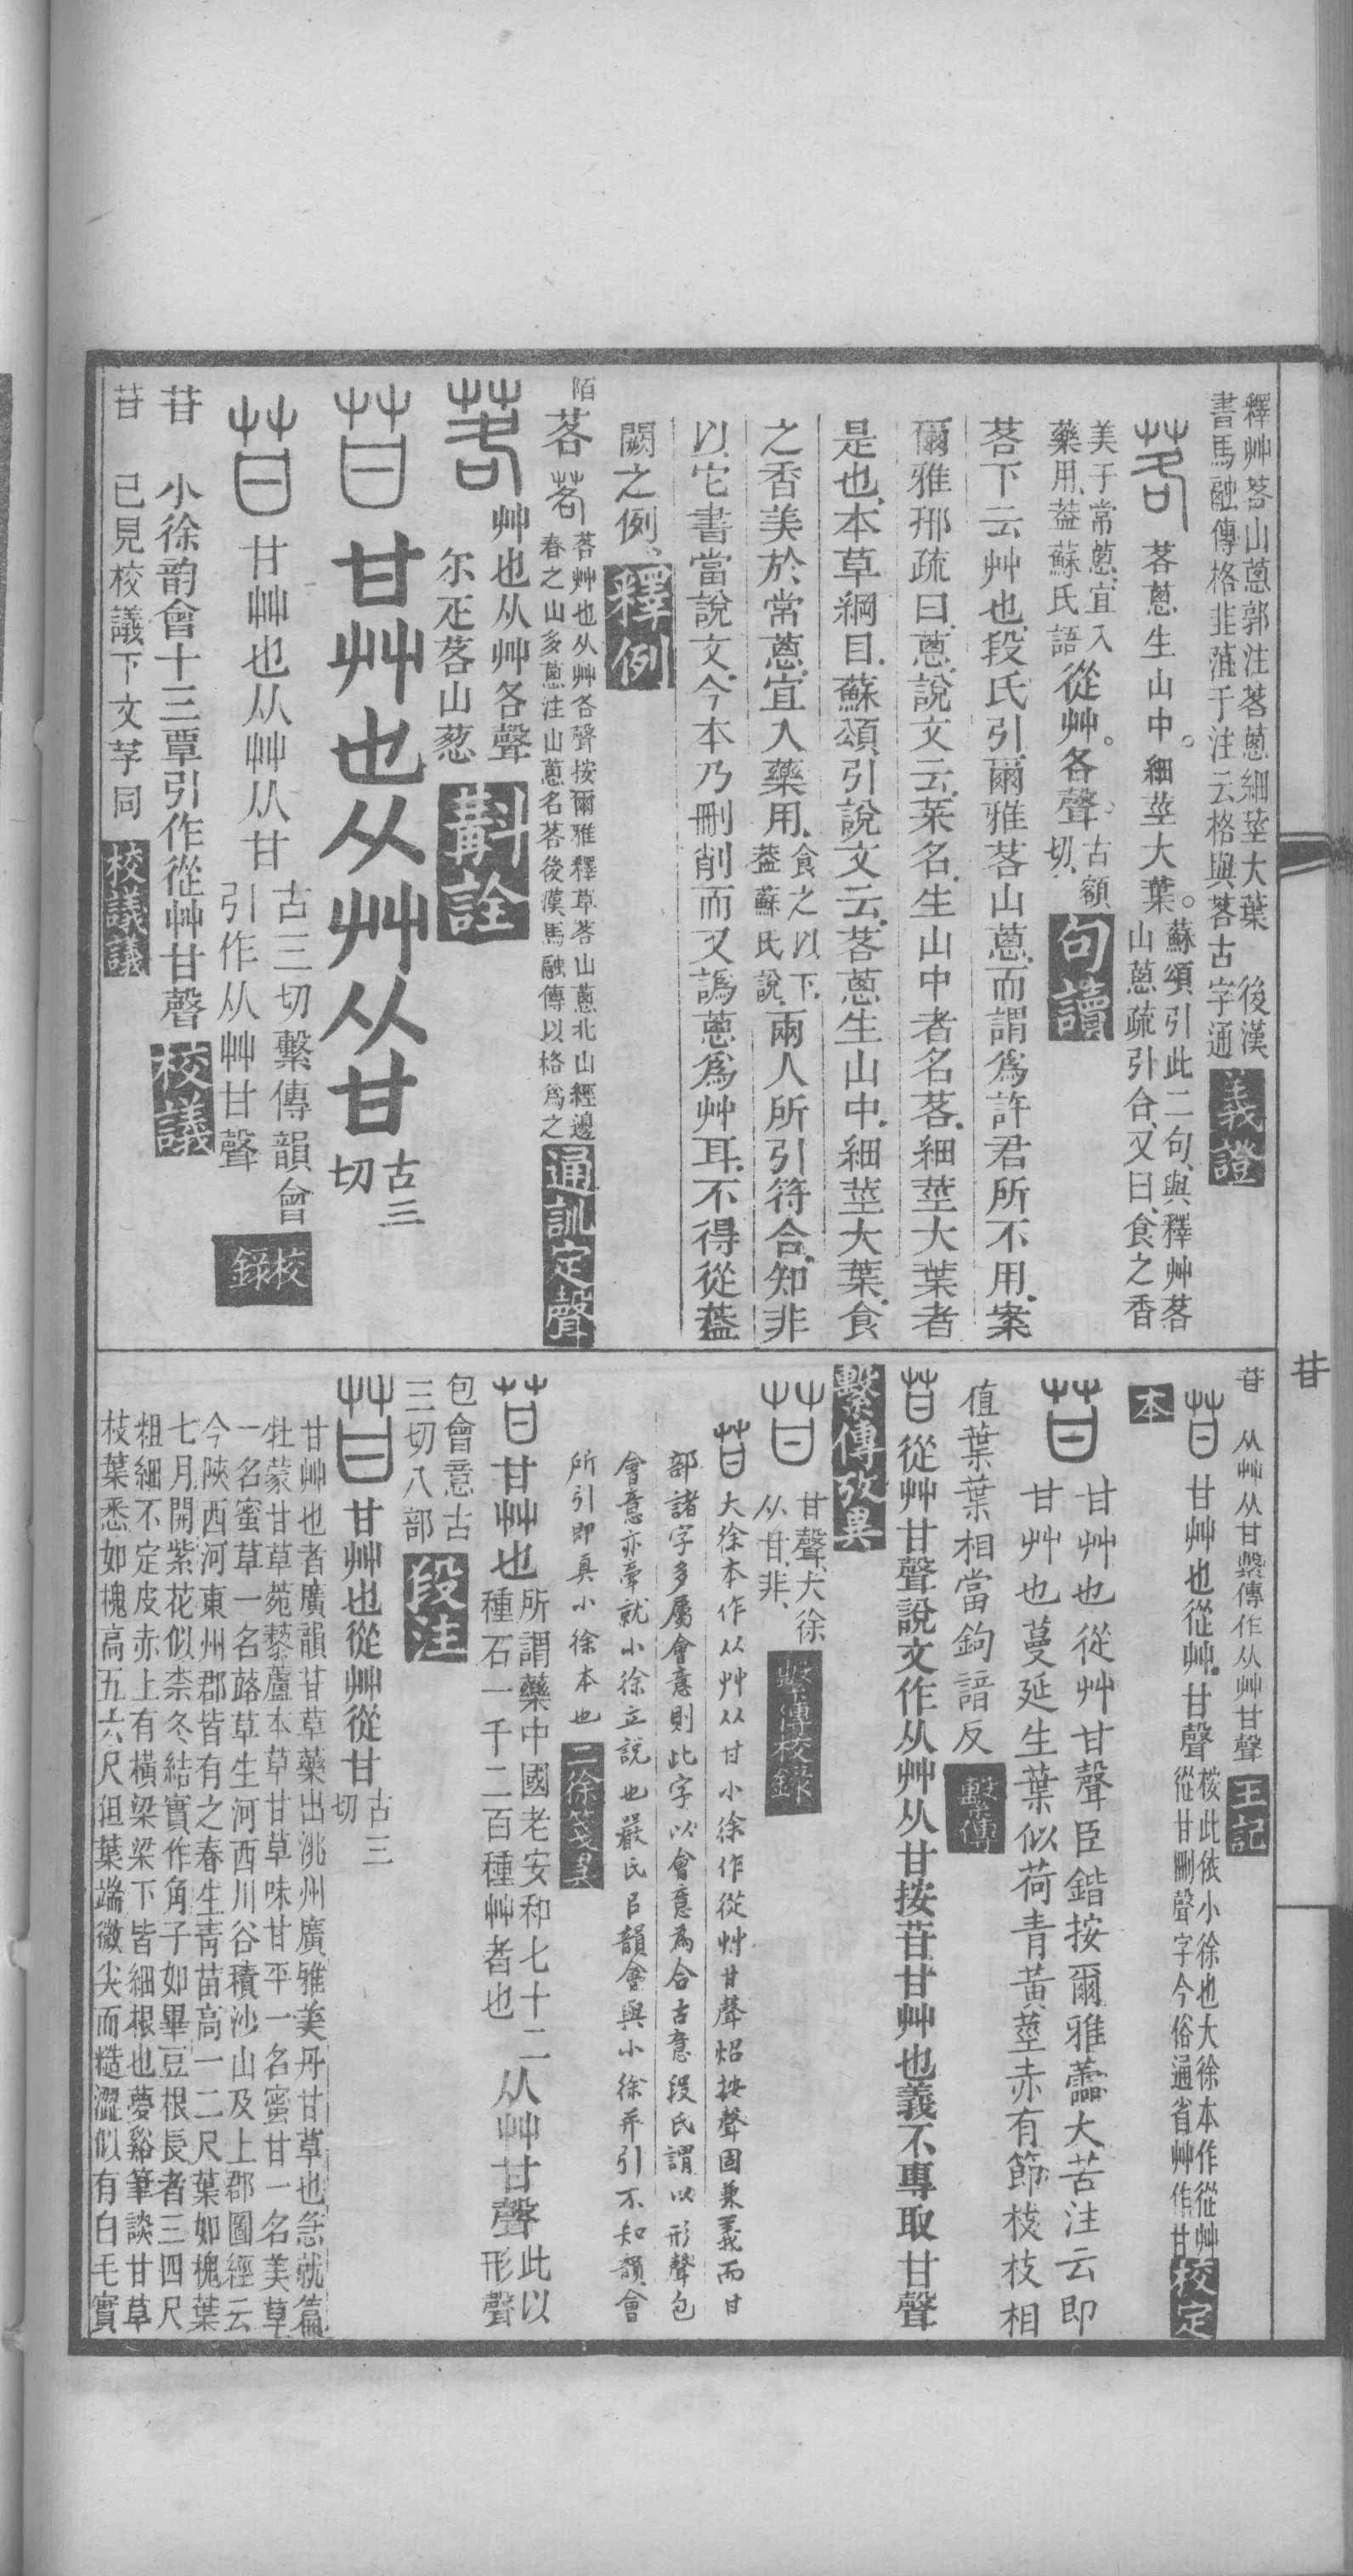 釋艸茖山蔥郭注茖蔥細莖大葉　後漢
書馬融傳格韭菹于注云格與茖古字通
義證
茖
茖蔥生山中。細莖大葉。
蘇頌引此二句、與釋艸茖
山蔥疏引合、又曰、食之香
美于常蔥宜入
藥用、葢蘇氏語
從艸。各聲。
古額
切、
句讀
茖下云艸也、段氏引爾雅茖山蔥、而謂爲許君所不用、案
爾雅邢疏曰、蔥、說文云、菜名、生山中者名茖、細莖大葉者
是也、本草綱目、蘇頌引說文云、茖蔥生山中、細莖大葉、食
之香美於常蔥、宜入藥用、
食之以下、
葢蘇氏說、
兩人所引符合、知非
以它書當說文、今本乃刪削而又譌蔥爲艸耳、不得從葢
闕之例、
釋例
陌
茖
茖
茖艸也从艸各聲按爾雅釋草茖山蔥北山經邊
春之山多蔥注山蔥名茖後漢馬融傳以格爲之
通訓定聲
茖
艸也从艸各聲
尔疋茖山葱
斠詮
苷
甘艸也从艸从甘
古三
切
苷
甘艸也从艸从甘
古三切繫傳韻會
引作从艸甘聲
校錄
苷
小徐韵會十三覃引作從艸甘聲
校議
苷
已見校議下文芓同
校議議
苷
苷
从艸从甘繫傳作从艸甘聲
王記
苷
甘艸也從艸甘聲
桉此依小徐也大徐本作從艸
從甘刪聲字今俗通省艸作甘
校定
本
苷
甘艸也從艸甘聲臣鍇按爾雅蘦大苦注云即
甘艸也蔓延生葉似荷青黃莖赤有節枝枝相
值葉葉相當鉤諳反
繫傳
苷
從艸甘聲說文作从艸从甘按苷甘艸也義不專取甘聲
繫傳攷異
苷
甘聲、大徐
从甘、非、
繫傳校錄
苷
大徐本作从艸从甘小徐作從艸甘聲炤按聲固兼義而甘
部諸字多屬會意則此字以會意爲合古意段氏謂以形聲包
會意亦牽就小徐立說也嚴氏曰韻會與小徐並引不知韻會
所引即真小徐本也
二徐箋異
苷
甘艸也
所謂藥中國老安和七十二
種石一千二百種艸者也
从艸甘聲
此以
形聲
包會意古
三切八部
段注
苷
甘艸也從艸從甘
古三
切
甘艸也者廣韻甘草藥出洮州廣雅美丹甘草也急就篇
牡蒙甘草菀藜蘆本草甘草味甘平一名蜜甘一名美草
一名蜜草一名蕗草生河西川谷積沙山及上郡圖經云
今陝西河東州郡皆有之春生靑苗高一二尺葉如槐葉
七月開紫花似柰冬結實作角子如畢豆根長者三四尺
粗細不定皮赤上有橫梁梁下皆細根也夢谿筆談甘草
枝葉悉如槐高五六尺但葉端微尖而糙澀似有白毛實